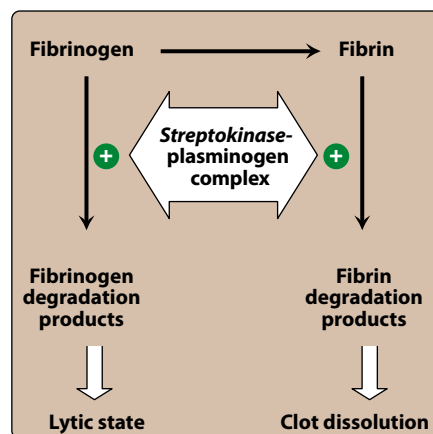 Fibrinogen
Fibrin
Streptokinase-
plasminogen
complex
+
+
Fibrinogen
degradation
products
Fibrin
degradation
products
Lytic state
Clot dissolution